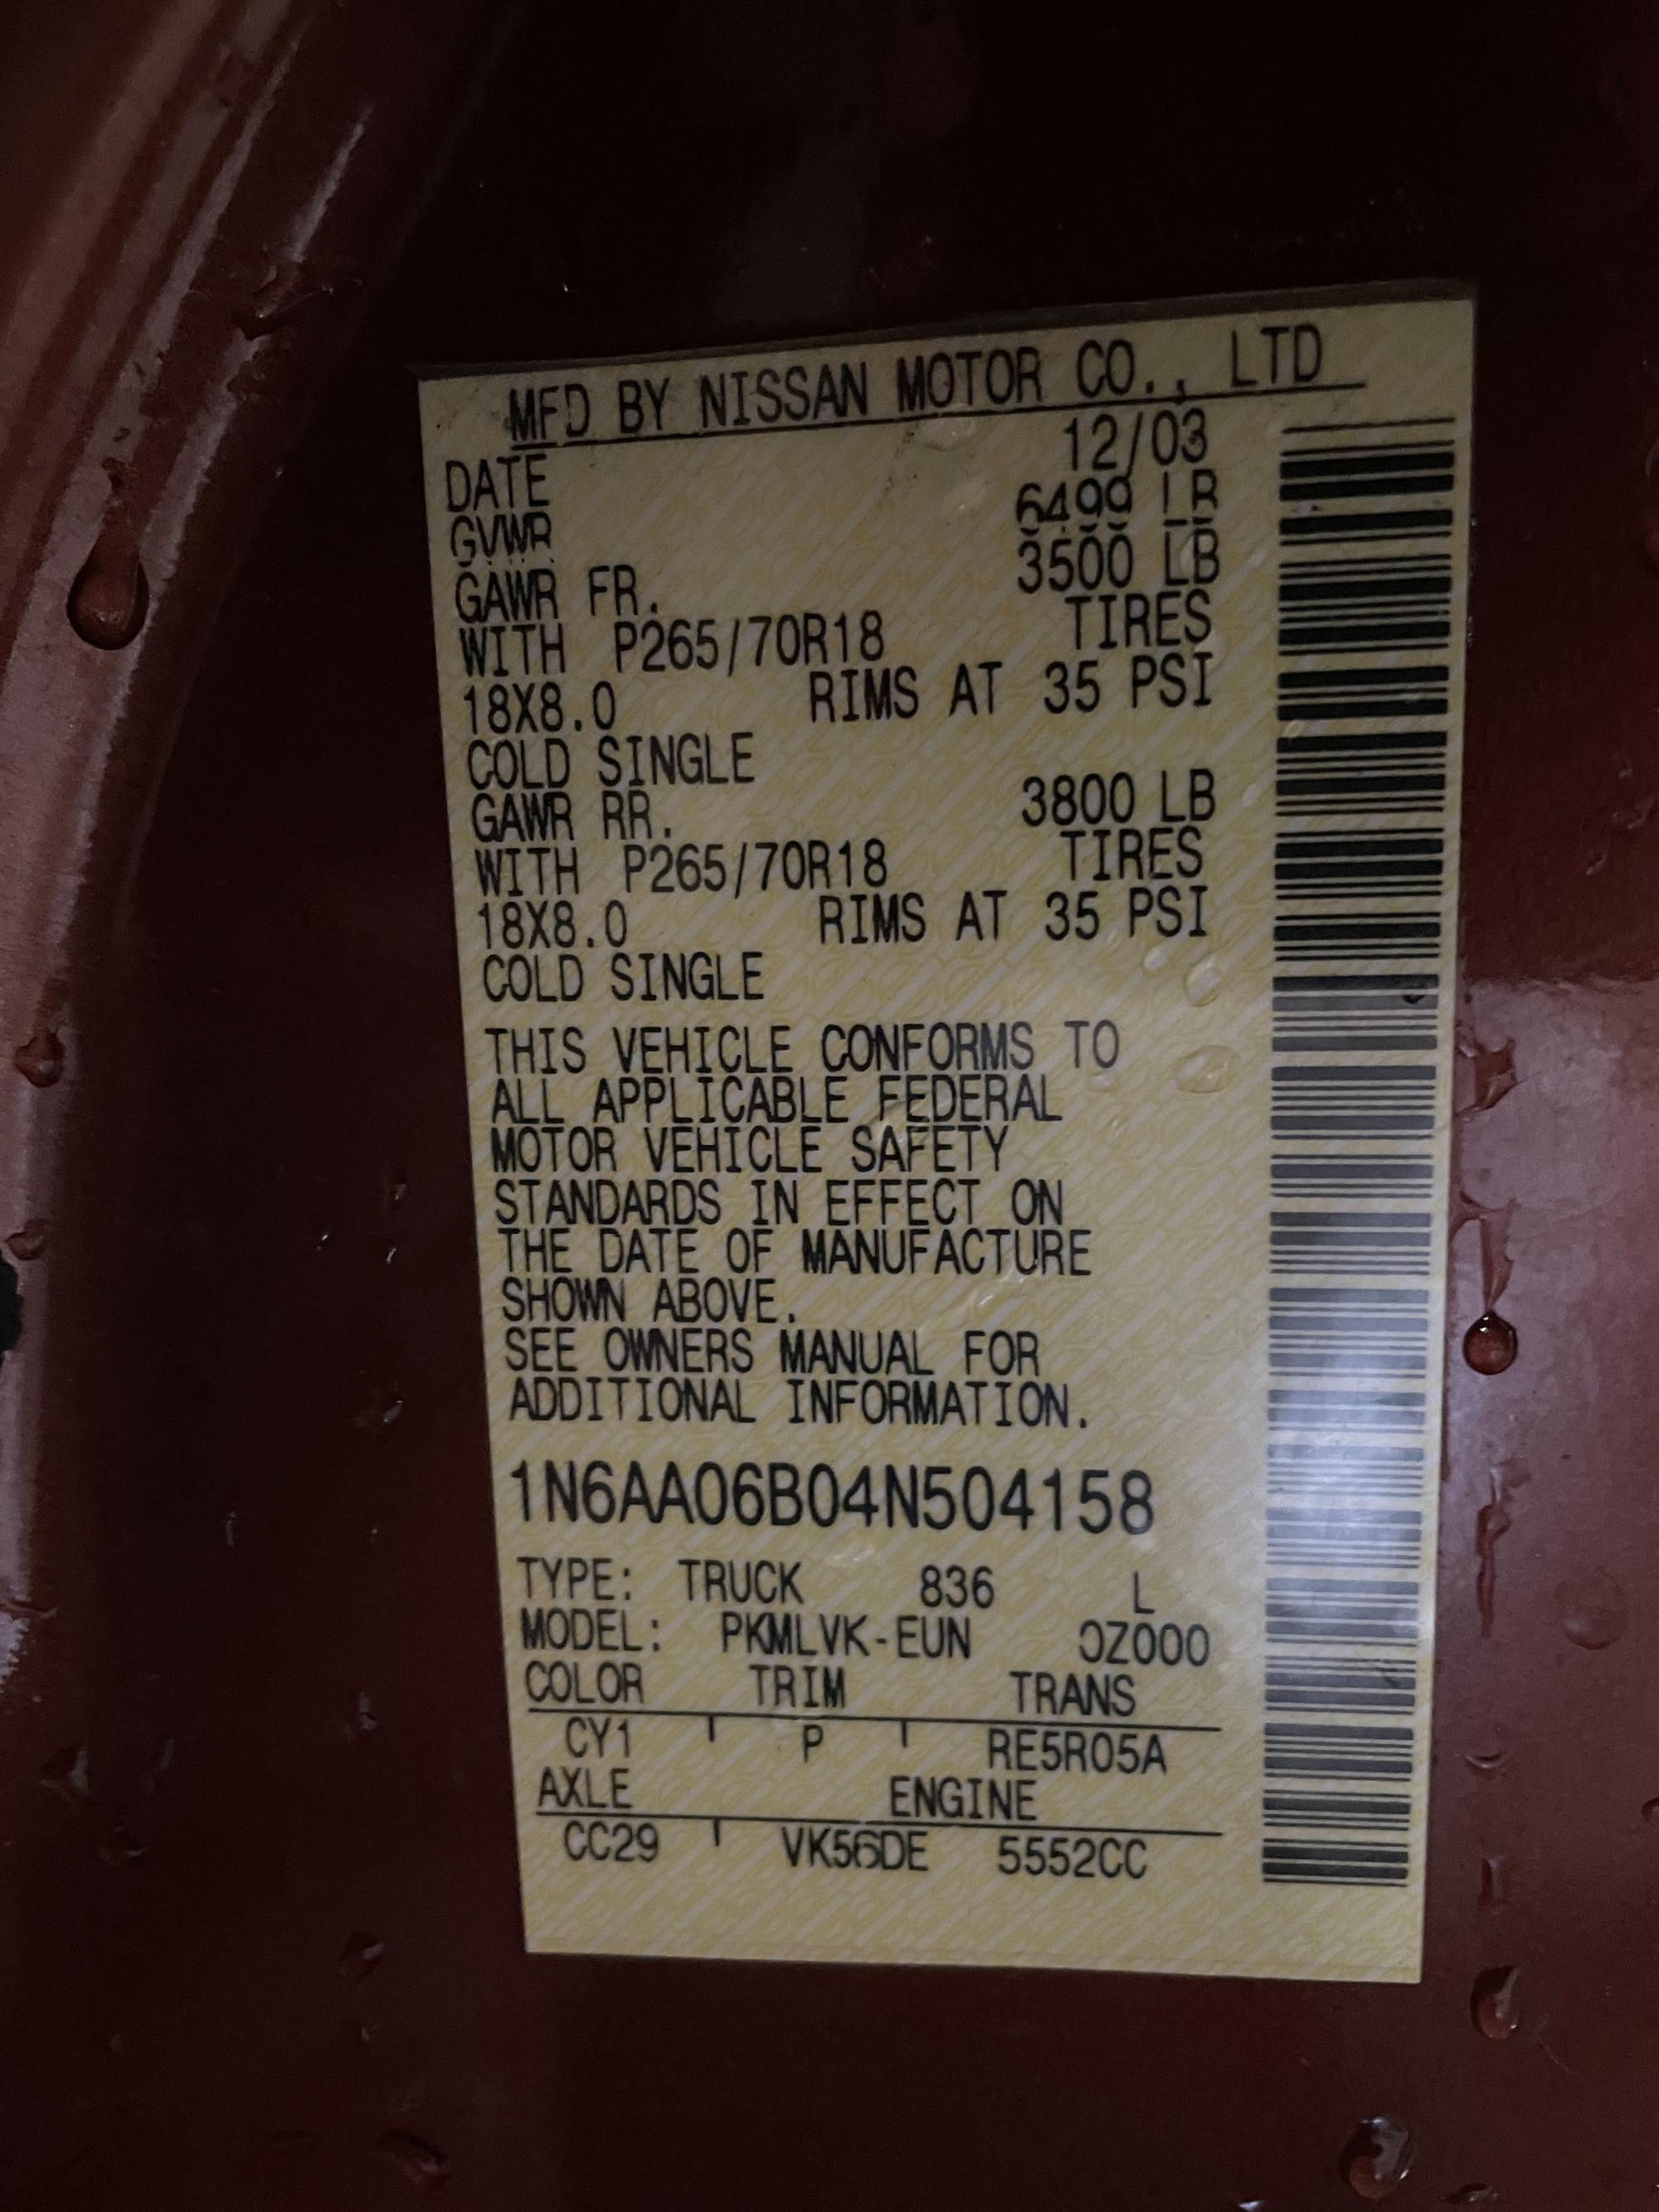 MFD BY NISSAN MOTOR CO., LTD
DATE 12/03
GVWR 6499 LB
GAWR FR. 3500 LB
WITH P265/70R18 TIRES
18X8.0 RIMS AT 35 PSI
COLD SINGLE
GAWR RR. 3800 LB
WITH P265/70R18 TIRES
18X8.0 RIMS AT 35 PSI
COLD SINGLE
THIS VEHICLE CONFORMS TO
ALL APPLICABLE FEDERAL
MOTOR VEHICLE SAFETY
STANDARDS IN EFFECT ON
THE DATE OF MANUFACTURE
SHOWN ABOVE.
SEE OWNERS MANUAL FOR
ADDITIONAL INFORMATION.
1N6AA06B04N504158
TYPE: TRUCK 836 L
MODEL: PKMLVK-EUN 0Z000
COLOR TRIM TRANS
CY1 P RE5R05A
AXLE ENGINE
CC29 VK56DE 5552CC